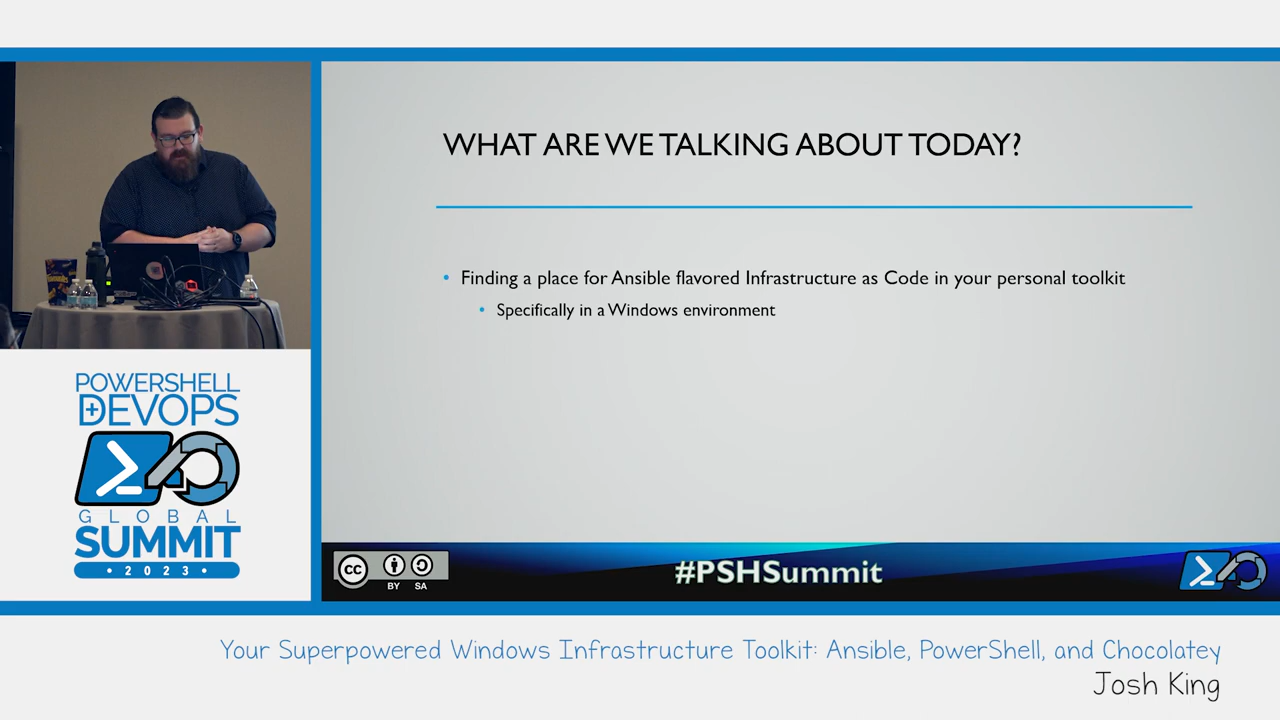 WHAT ARE WE TALKING ABOUT TODAY?
• Finding a place for Ansible flavored Infrastructure as Code in your personal toolkit
• Specifically in a Windows environment
POWERSHELL
+DEVOPS
GLOBAL
SUMMIT
• 2023 •
cc
BY SA
#PSHSummit
Your Superpowered Windows Infrastructure Toolkit: Ansible, PowerShell, and Chocolatey
Josh King